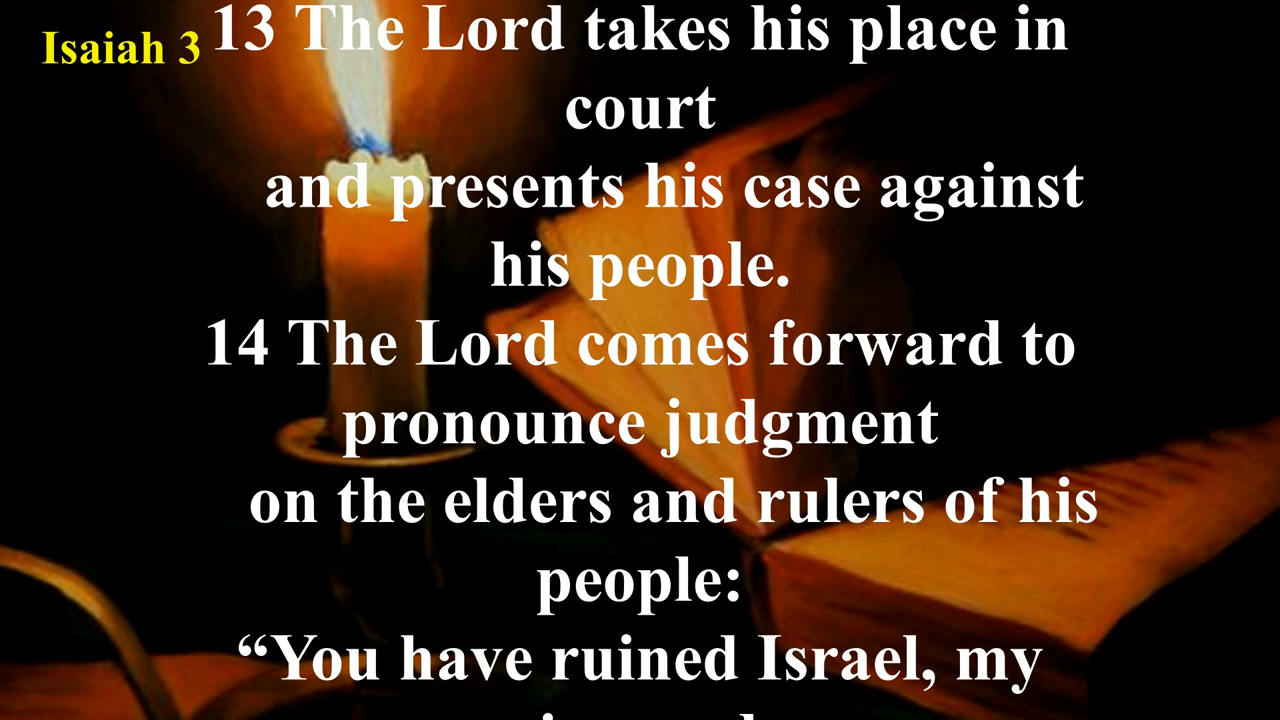 Isaiah 3
13 The Lord takes his place in
court
and presents his case against
his people.
14 The Lord comes forward to
pronounce judgment
on the elders and rulers of his
people:
“You have ruined Israel, my